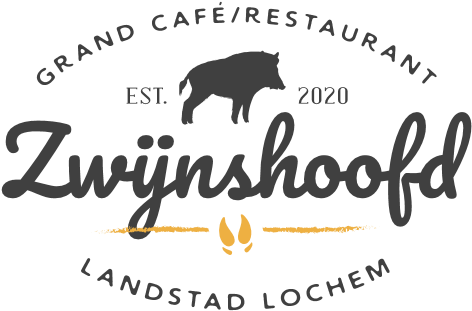 GRAND CAFÉ/RESTAURANT
EST. 2020
Zwijnshoofd
LANDSTAD LOCHEM